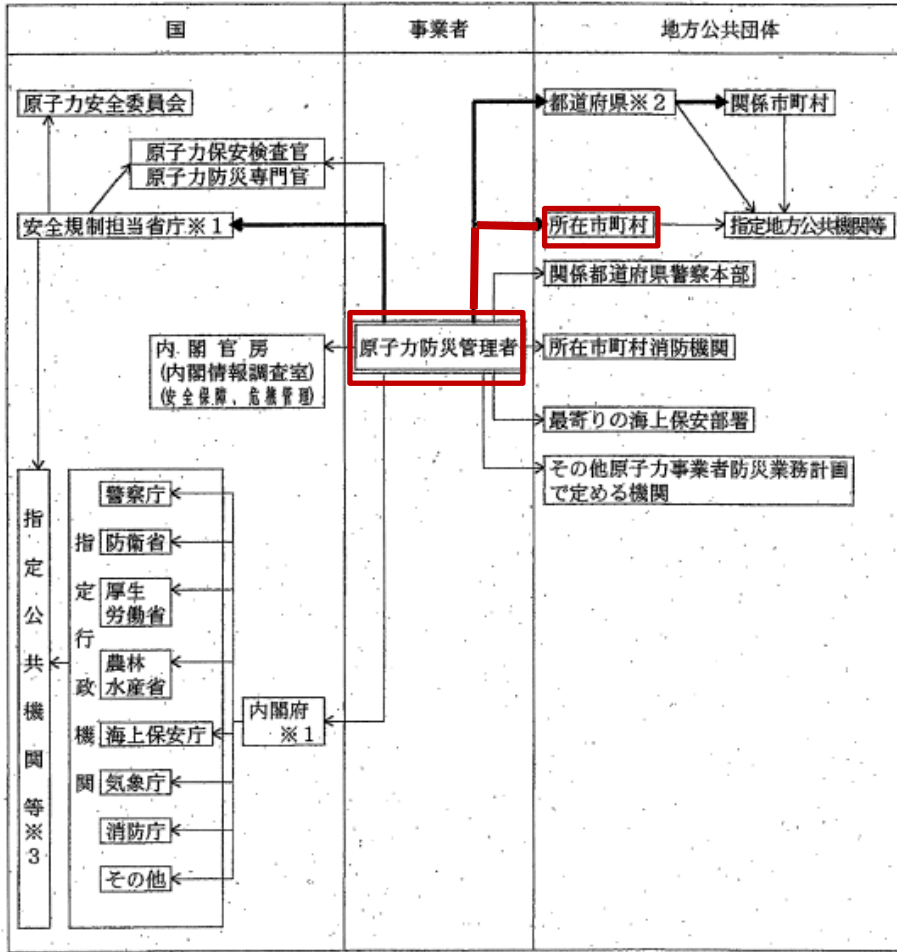 国
事業者
地方公共団体
原子力安全委員会
原子力保安検査官
原子力防災専門官
安全規制担当省庁※1
都道府県※2
関係市町村
所在市町村
指定地方公共機関等
関係都道府県警察本部
内閣官房
(内閣情報調査室)
(安全保障、危機管理)
原子力防災管理者
所在市町村消防機関
最寄りの海上保安部署
その他原子力事業者防災業務計画
で定める機関
指定公共機関等※3
指定行政機関
警察庁
防衛省
厚生
労働省
農林
水産省
海上保安庁
気象庁
消防庁
その他
内閣府
※1